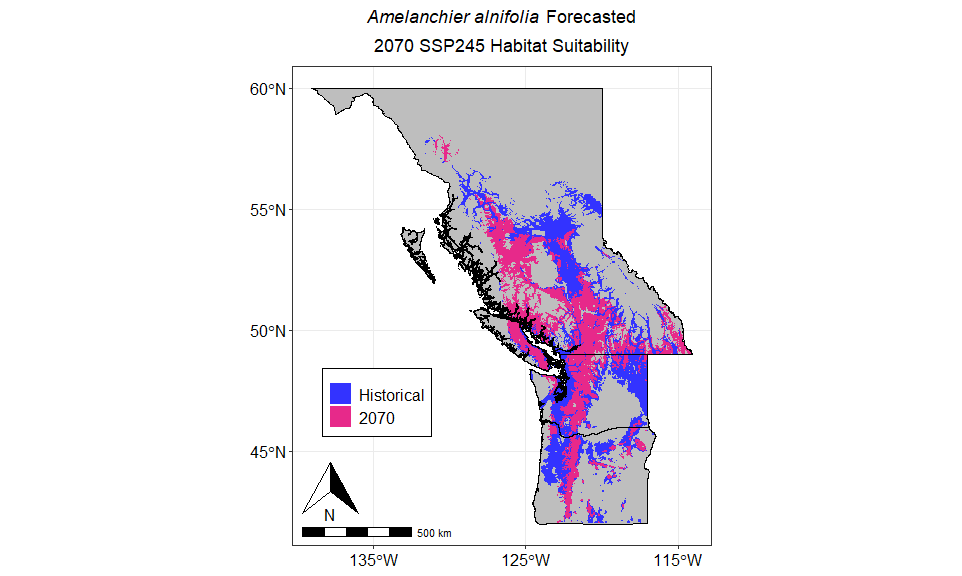 Amelanchier alnifolia Forecasted
2070 SSP245 Habitat Suitability
60°N
55°N
50°N
45°N
Historical
2070
N
500 km
135°W
125°W
115°W